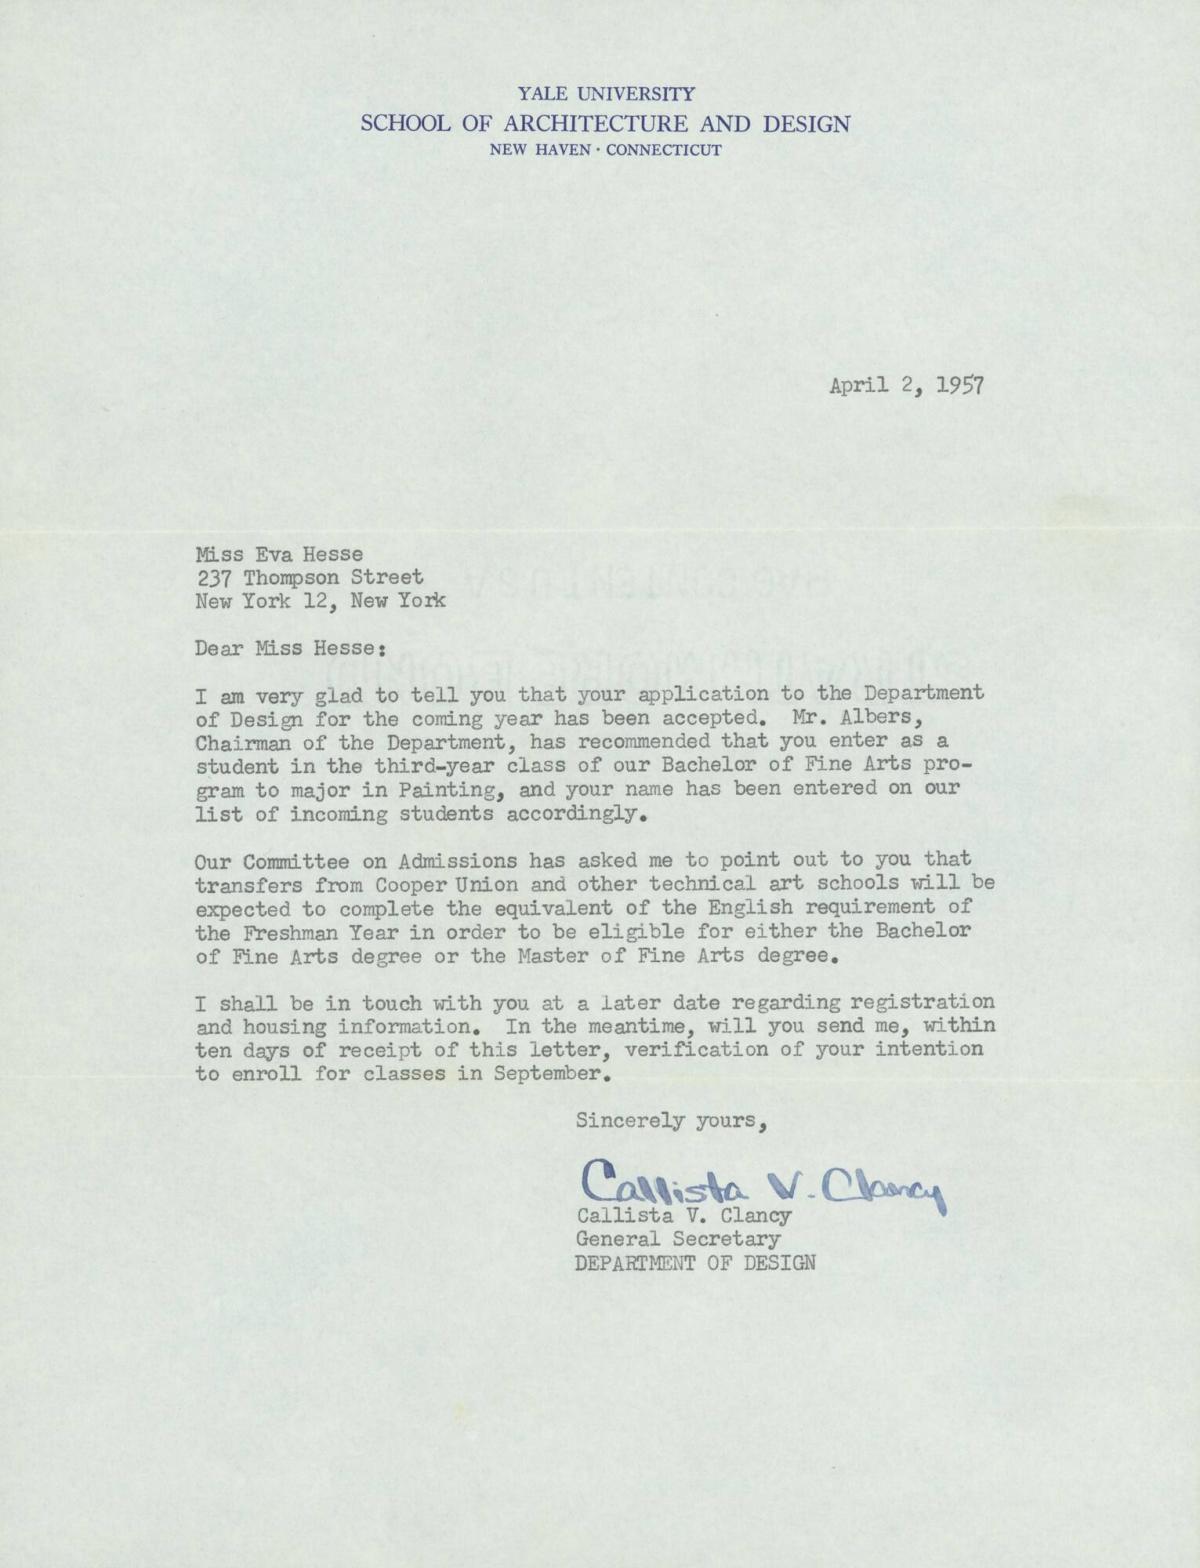 YALE UNIVERSITY
SCHOOL OF ARCHITECTURE AND DESIGN
NEW HAVEN · CONNECTICUT
April 2, 1957
Miss Eva Hesse
237 Thompson Street
New York 12, New York
Dear Miss Hesse:
I am very glad to tell you that your application to the Department
of Design for the coming year has been accepted. Mr. Albers,
Chairman of the Department, has recommended that you enter as a
student in the third-year class of our Bachelor of Fine Arts pro-
gram to major in Painting, and your name has been entered on our
list of incoming students accordingly.
Our Committee on Admissions has asked me to point out to you that
transfers from Cooper Union and other technical art schools will be
expected to complete the equivalent of the English requirement of
the Freshman Year in order to be eligible for either the Bachelor
of Fine Arts degree or the Master of Fine Arts degree.
I shall be in touch with you at a later date regarding registration
and housing information. In the meantime, will you send me, within
ten days of receipt of this letter, verification of your intention
to enroll for classes in September.
Sincerely yours,
Callista V. Clancy
Callista V. Clancy
General Secretary
DEPARTMENT OF DESIGN